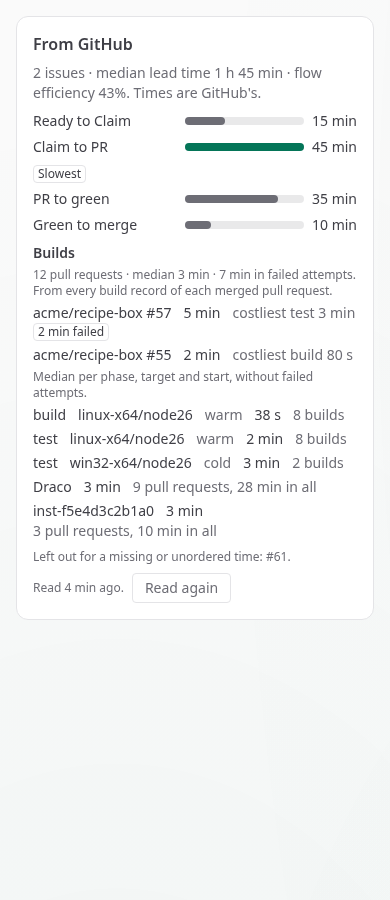 From GitHub
2 issues · median lead time 1 h 45 min · flow
efficiency 43%. Times are GitHub's.
Ready to Claim 15 min
Claim to PR 45 min
Slowest
PR to green 35 min
Green to merge 10 min
Builds
12 pull requests · median 3 min · 7 min in failed attempts.
From every build record of each merged pull request.
acme/recipe-box #57 5 min costliest test 3 min
2 min failed
acme/recipe-box #55 2 min costliest build 80 s
Median per phase, target and start, without failed
attempts.
build linux-x64/node26 warm 38 s 8 builds
test linux-x64/node26 warm 2 min 8 builds
test win32-x64/node26 cold 3 min 2 builds
Draco 3 min 9 pull requests, 28 min in all
inst-f5e4d3c2b1a0 3 min
3 pull requests, 10 min in all
Left out for a missing or unordered time: #61.
Read 4 min ago. Read again